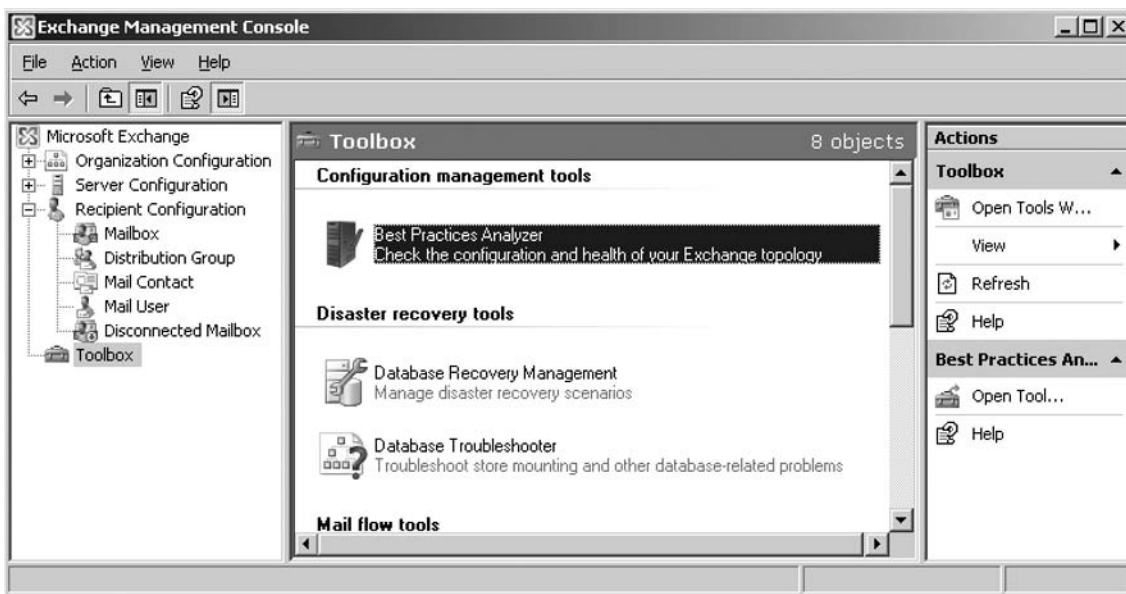 Exchange Management Console
File Action View Help
Microsoft Exchange
Organization Configuration
Server Configuration
Recipient Configuration
Mailbox
Distribution Group
Mail Contact
Mail User
Disconnected Mailbox
Toolbox
Toolbox 8 objects
Configuration management tools
Best Practices Analyzer
Check the configuration and health of your Exchange topology
Disaster recovery tools
Database Recovery Management
Manage disaster recovery scenarios
Database Troubleshooter
Troubleshoot store mounting and other database-related problems
Mail flow tools
Actions
Toolbox
Open Tools W...
View
Refresh
Help
Best Practices An...
Open Tool...
Help